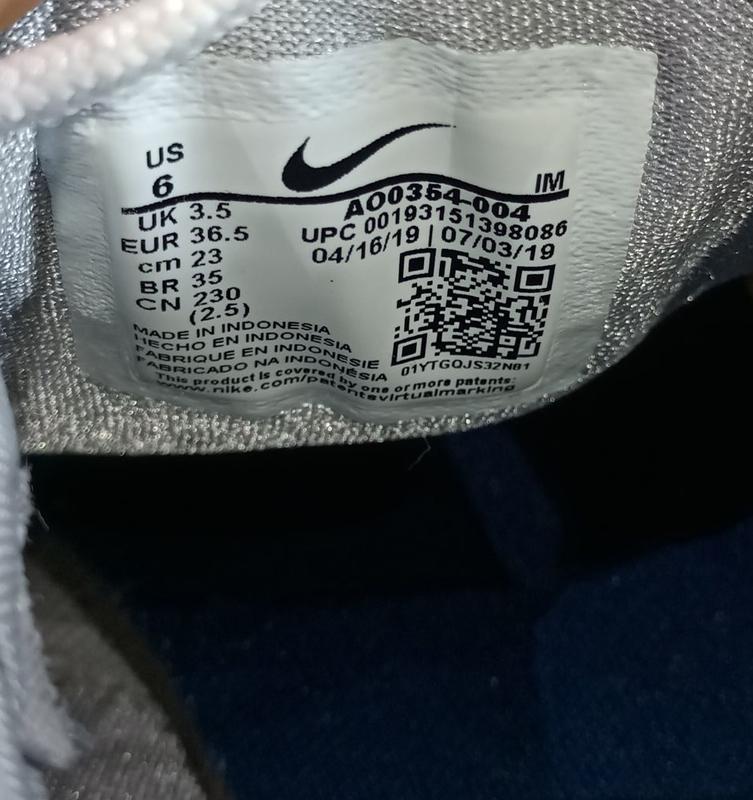 US
6
IM
UK 3.5
EUR 36.5
cm 23
BR 35
CN 230
(2.5)
AO0354-004
UPC 00193151398086
04/16/19 | 07/03/19
01YTGQJS32N81
MADE IN INDONESIA
HECHO EN INDONESIA
FABRIQUE EN INDONESIE
FABRICADO NA INDONÉSIA
This product is covered by one or more patents:
www.nike.com/patentsvirtualmarking